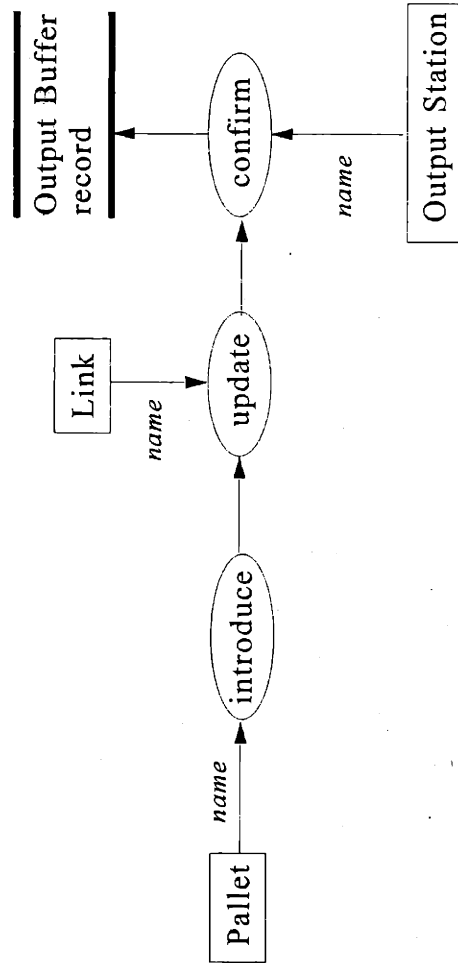 Pallet
name
introduce
Link
name
update
Output Buffer
record
confirm
name
Output Station